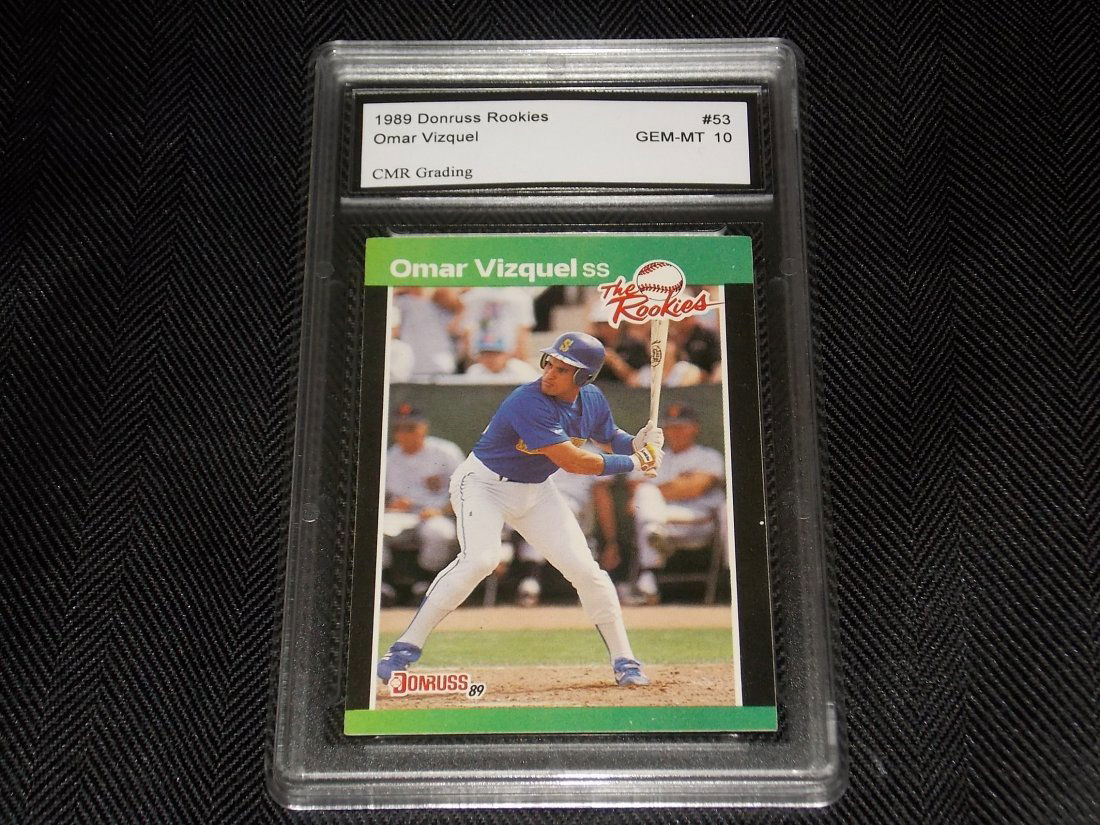 1989 Donruss Rookies #53
Omar Vizquel GEM-MT 10
CMR Grading
Omar Vizquel SS
The
Rookies
S
DONRUSS 89